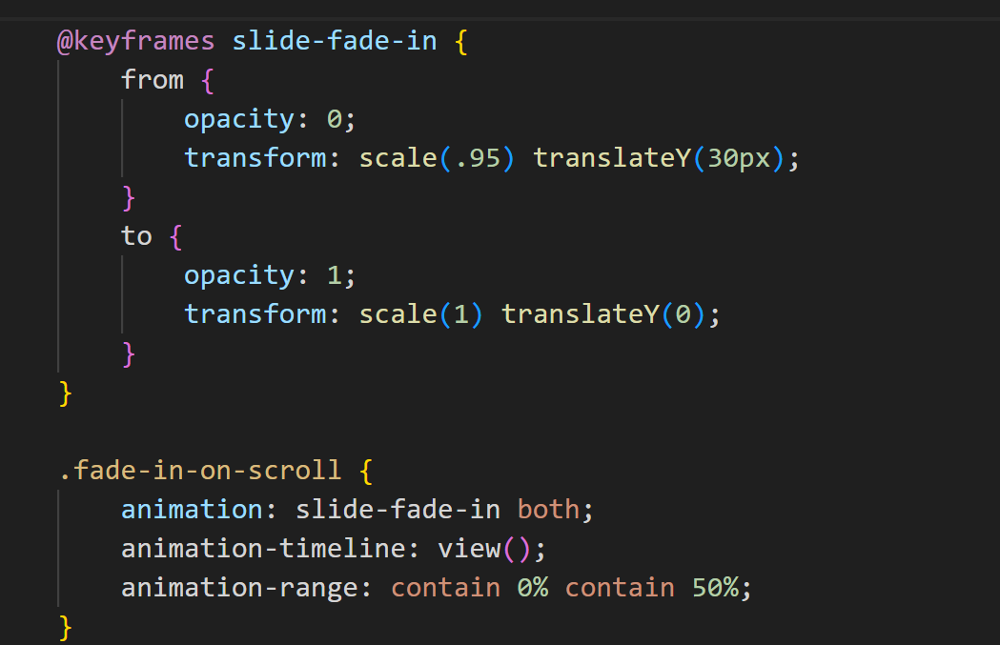 @keyframes slide-fade-in {
    from {
        opacity: 0;
        transform: scale(.95) translateY(30px);
    }
    to {
        opacity: 1;
        transform: scale(1) translateY(0);
    }
}

.fade-in-on-scroll {
    animation: slide-fade-in both;
    animation-timeline: view();
    animation-range: contain 0% contain 50%;
}